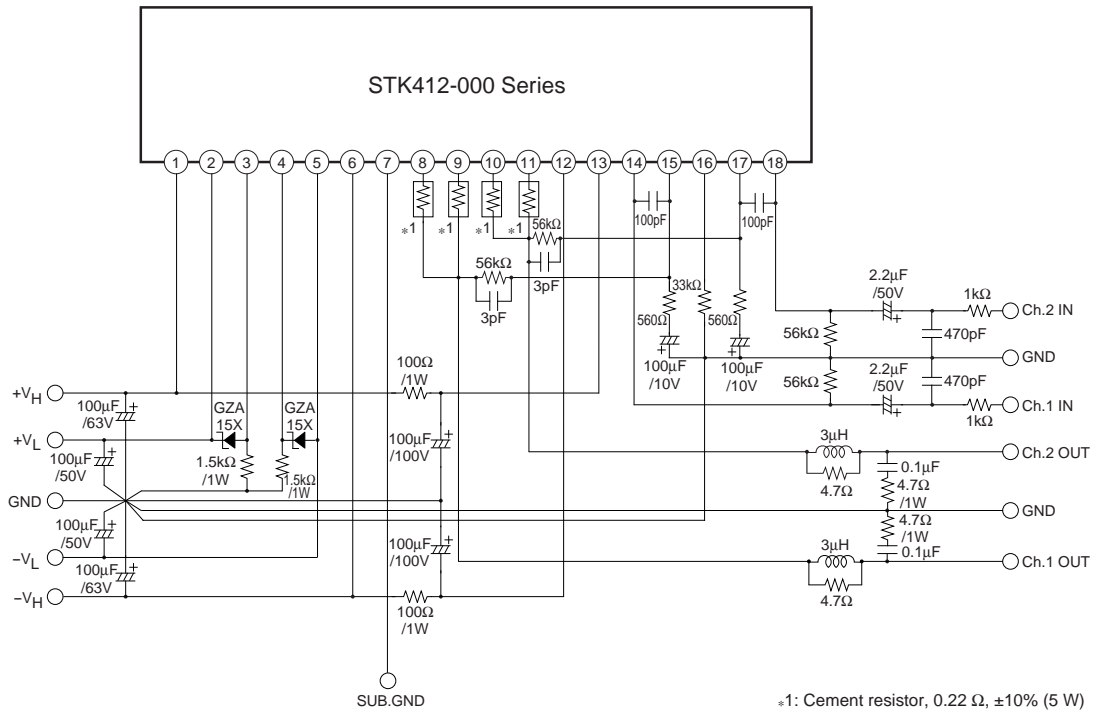 STK412-000 Series
1 2 3 4 5 6 7 8 9 10 11 12 13 14 15 16 17 18
*1 *1 *1 *1
100pF
100pF
56kΩ
3pF
56kΩ
3pF
33kΩ
560Ω
560Ω
100µF
/10V
100µF
/10V
2.2µF
/50V
1kΩ
Ch.2 IN
56kΩ
470pF
GND
56kΩ
2.2µF
/50V
470pF
Ch.1 IN
1kΩ
100Ω
/1W
+VH
100µF
/63V
GZA
15X
GZA
15X
+VL
100µF
/50V
1.5kΩ
/1W
1.5kΩ
/1W
100µF
/100V
3µH
4.7Ω
Ch.2 OUT
0.1µF
4.7Ω
/1W
GND
GND
4.7Ω
/1W
0.1µF
100µF
/50V
100µF
/100V
–VL
3µH
4.7Ω
Ch.1 OUT
100µF
/63V
–VH
100Ω
/1W
SUB.GND
*1: Cement resistor, 0.22 Ω, ±10% (5 W)